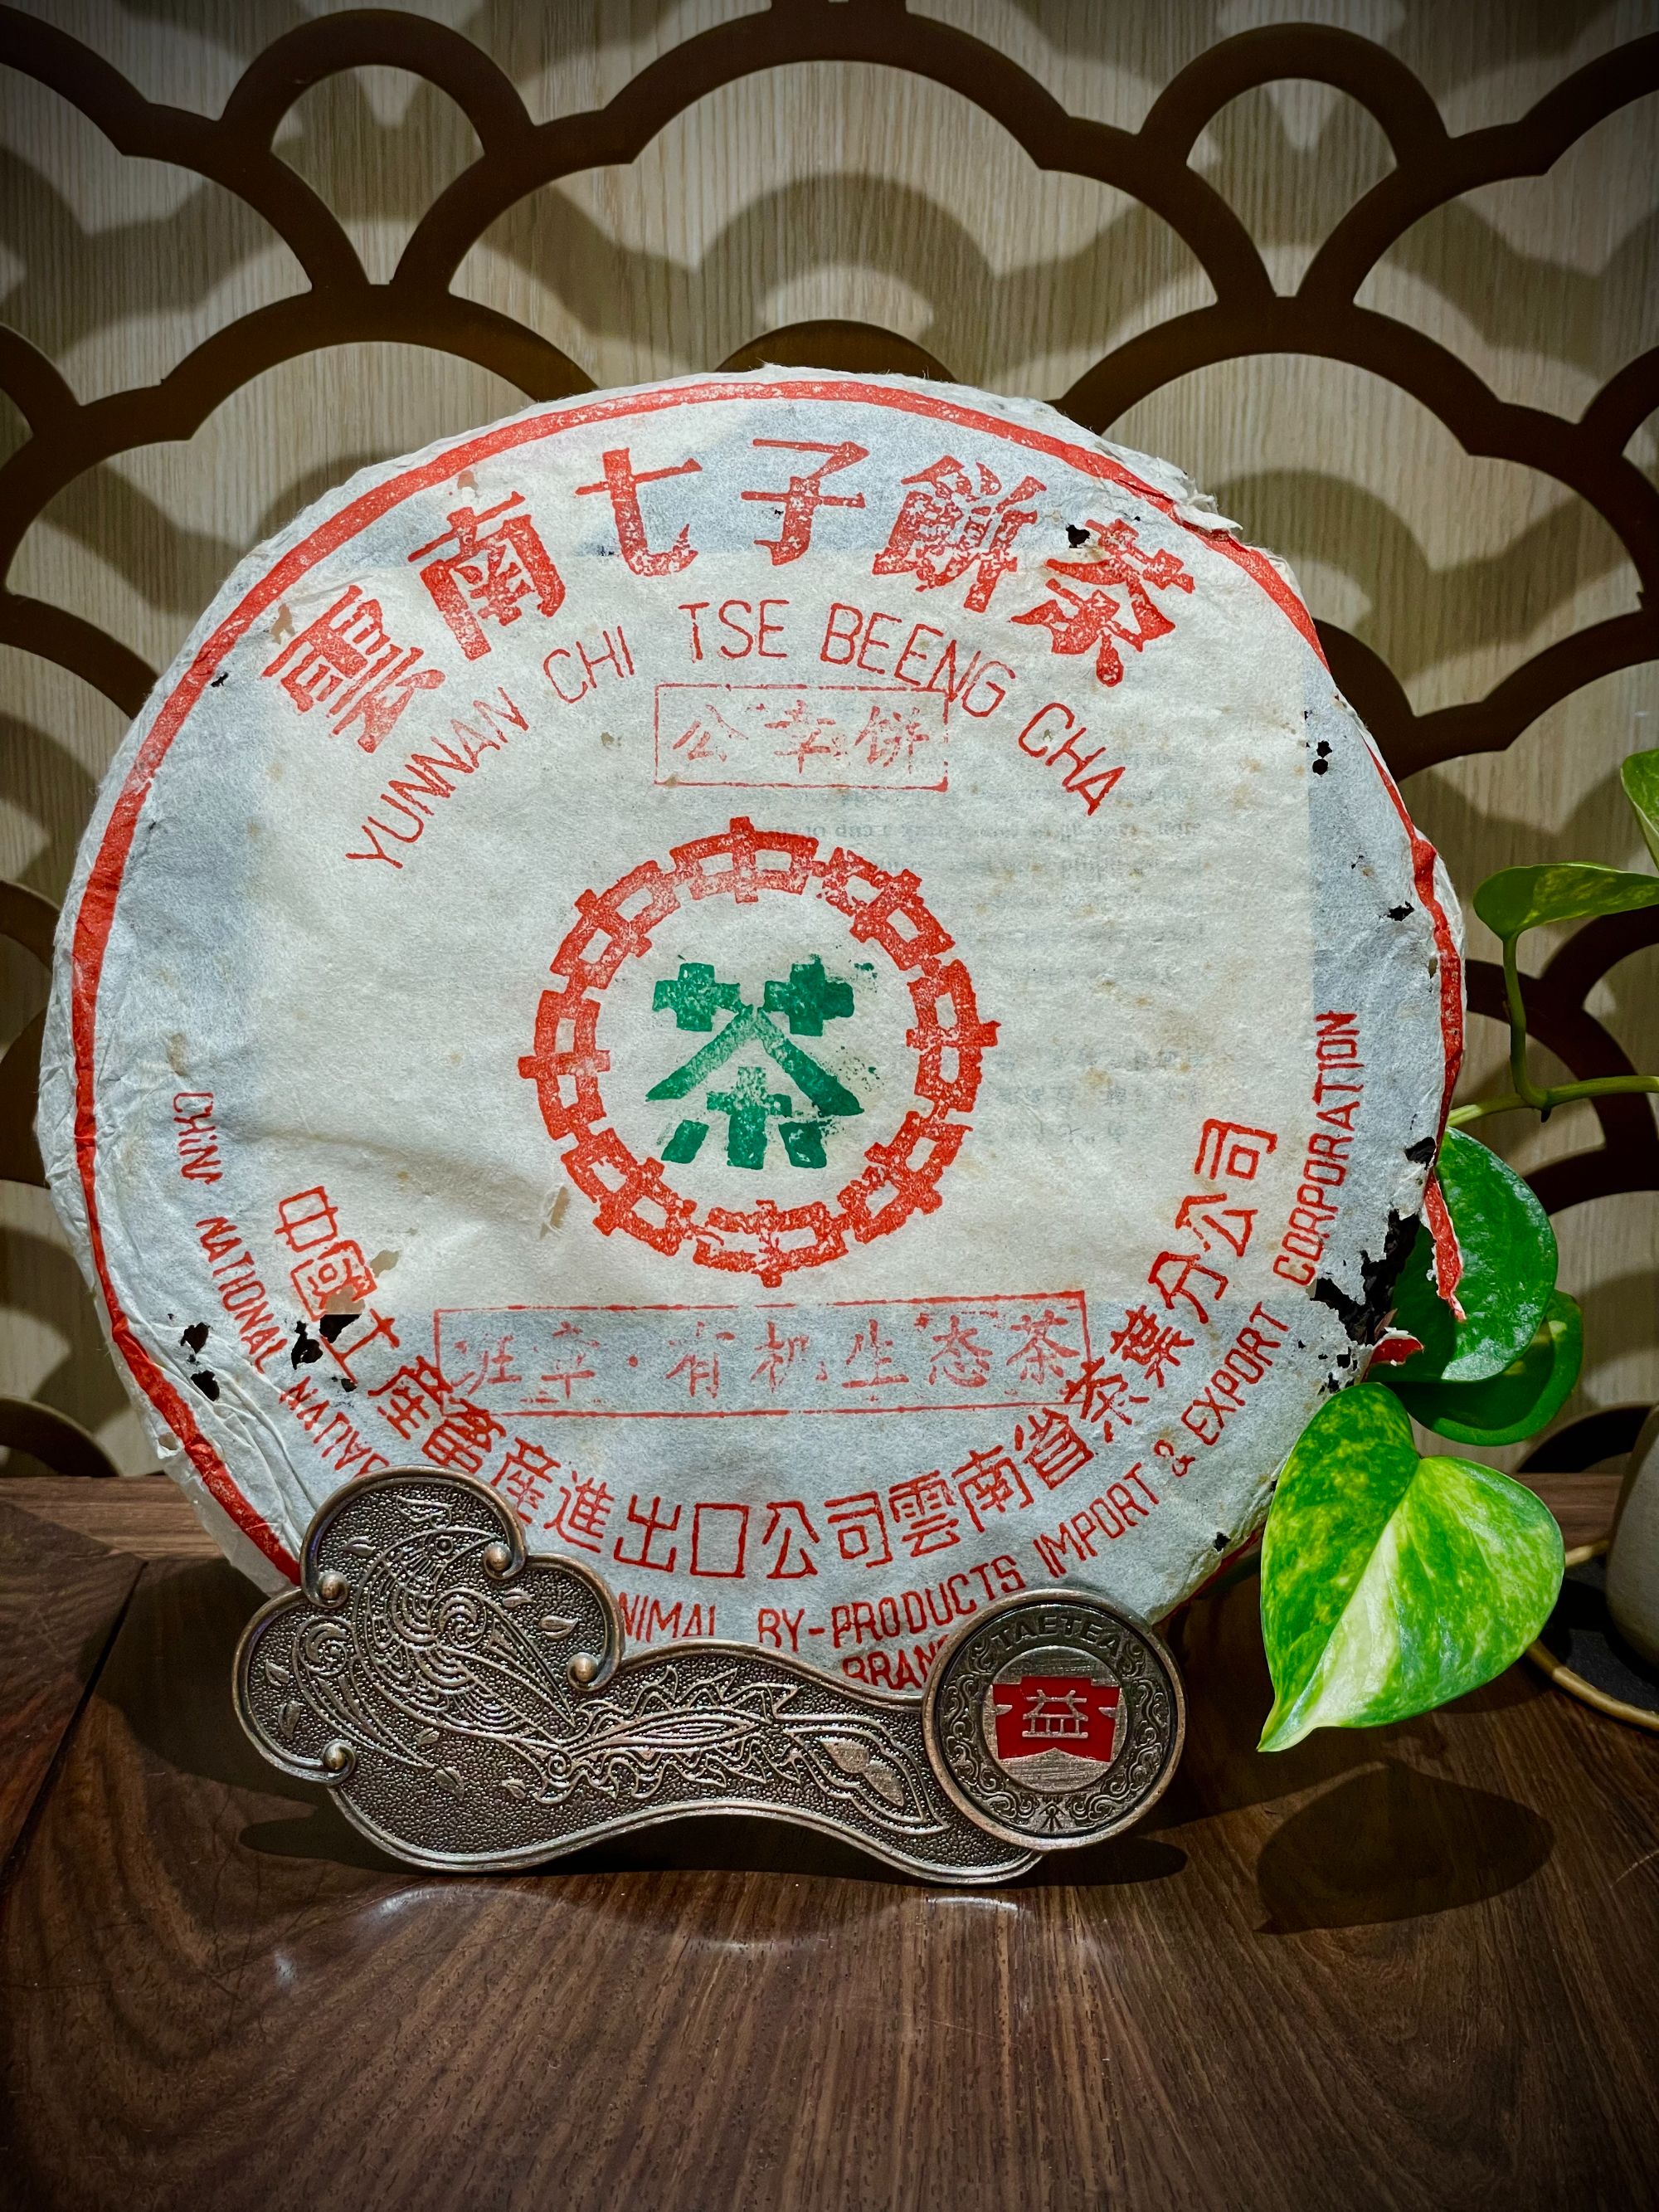 雲南七子餅茶
YUNNAN CHI TSE BEENG CHA
公幸饼
茶
班章·有机生态茶
中國土產畜產進出口公司雲南省茶葉分公司
CHINA NATIONAL NATIVE
NIMAL BY-PRODUCTS IMPORT & EXPORT CORPORATION
BRAN
TAETEA
益